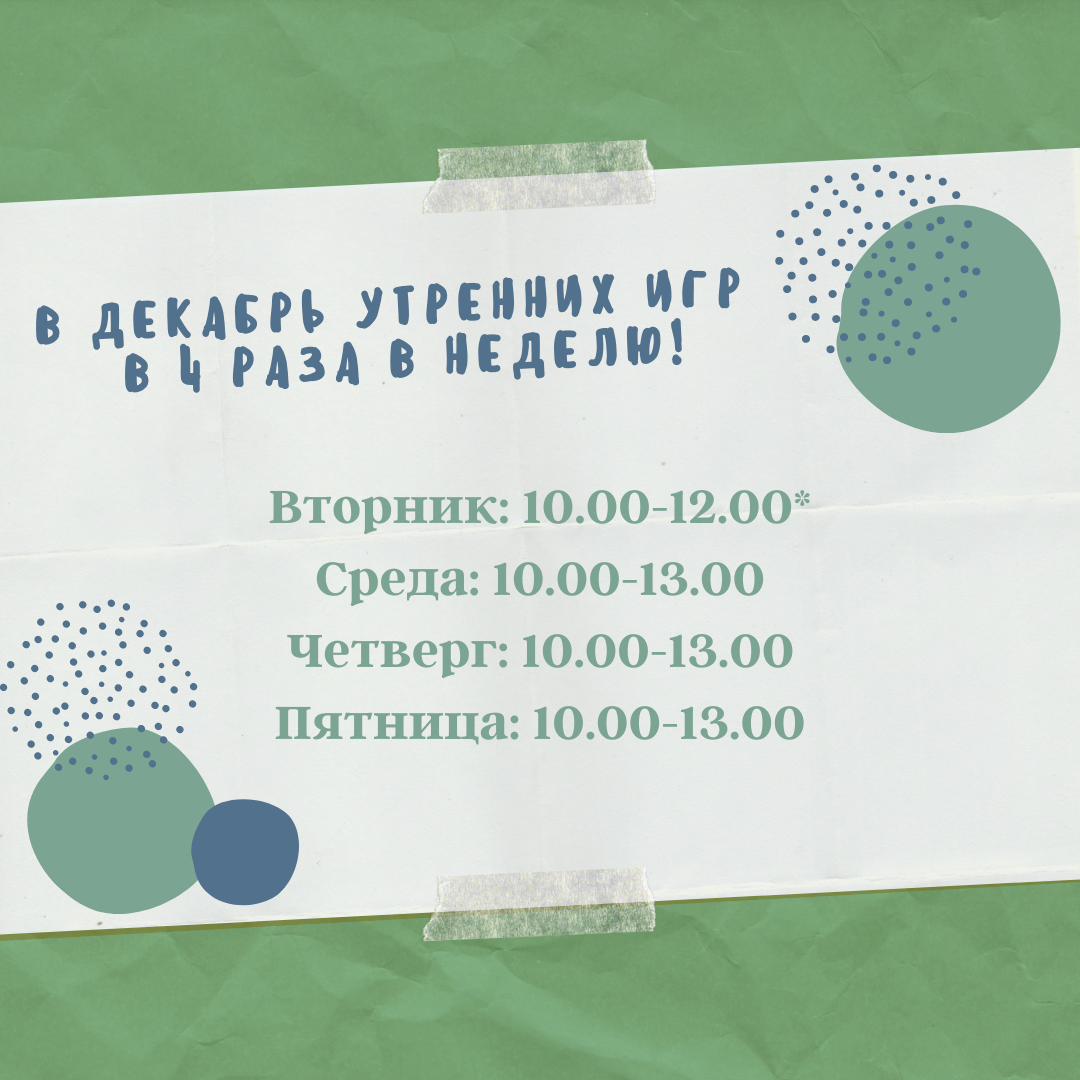 В ДЕКАБРЬ УТРЕННИХ ИГР
В 4 РАЗА В НЕДЕЛЮ!
Вторник: 10.00-12.00*
Среда: 10.00-13.00
Четверг: 10.00-13.00
Пятница: 10.00-13.00